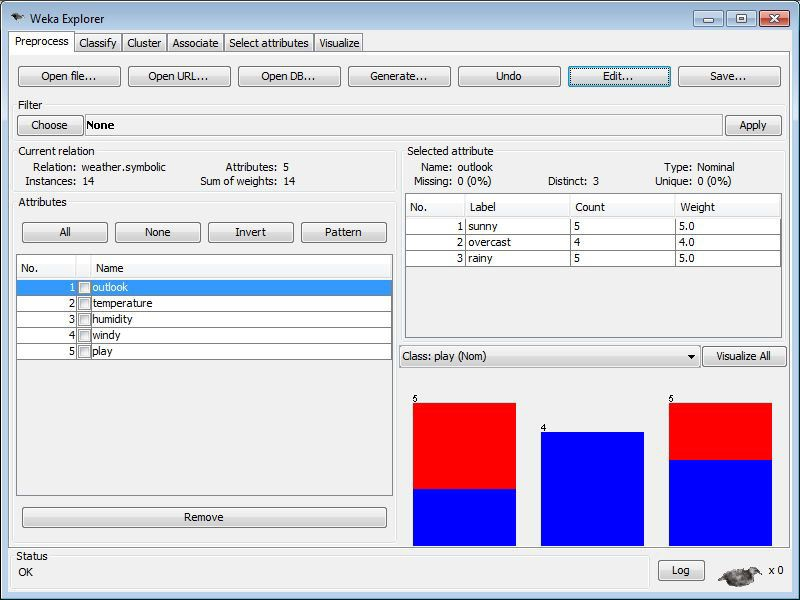 Weka Explorer
Preprocess Classify Cluster Associate Select attributes Visualize
Open file... Open URL... Open DB... Generate... Undo Edit... Save...
Filter
Choose None Apply
Current relation
Relation: weather.symbolic Attributes: 5
Instances: 14 Sum of weights: 14
Attributes
All None Invert Pattern
No. Name
1 outlook
2 temperature
3 humidity
4 windy
5 play
Remove
Selected attribute
Name: outlook Type: Nominal
Missing: 0 (0%) Distinct: 3 Unique: 0 (0%)
No. Label Count Weight
1 sunny 5 5.0
2 overcast 4 4.0
3 rainy 5 5.0
Class: play (Nom) Visualize All
5 4 5
Status
OK
Log x 0